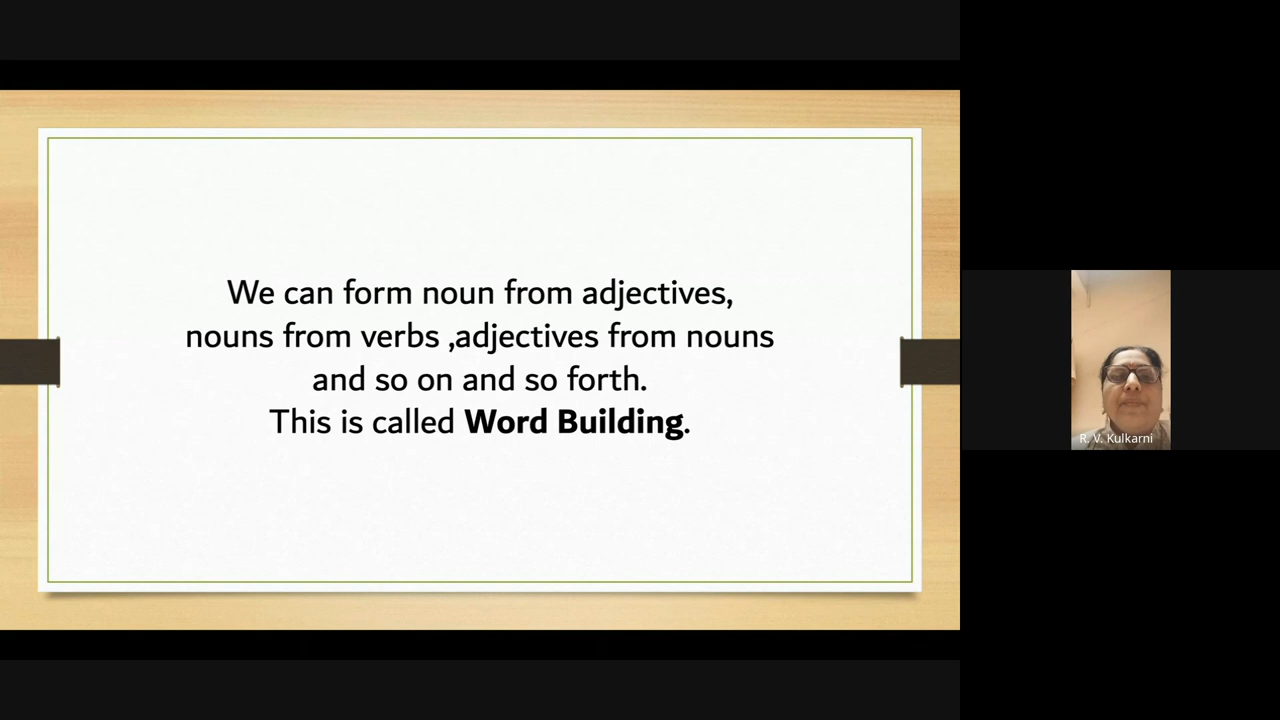 We can form noun from adjectives,
nouns from verbs ,adjectives from nouns
and so on and so forth.
This is called Word Building.
R. V. Kulkarni